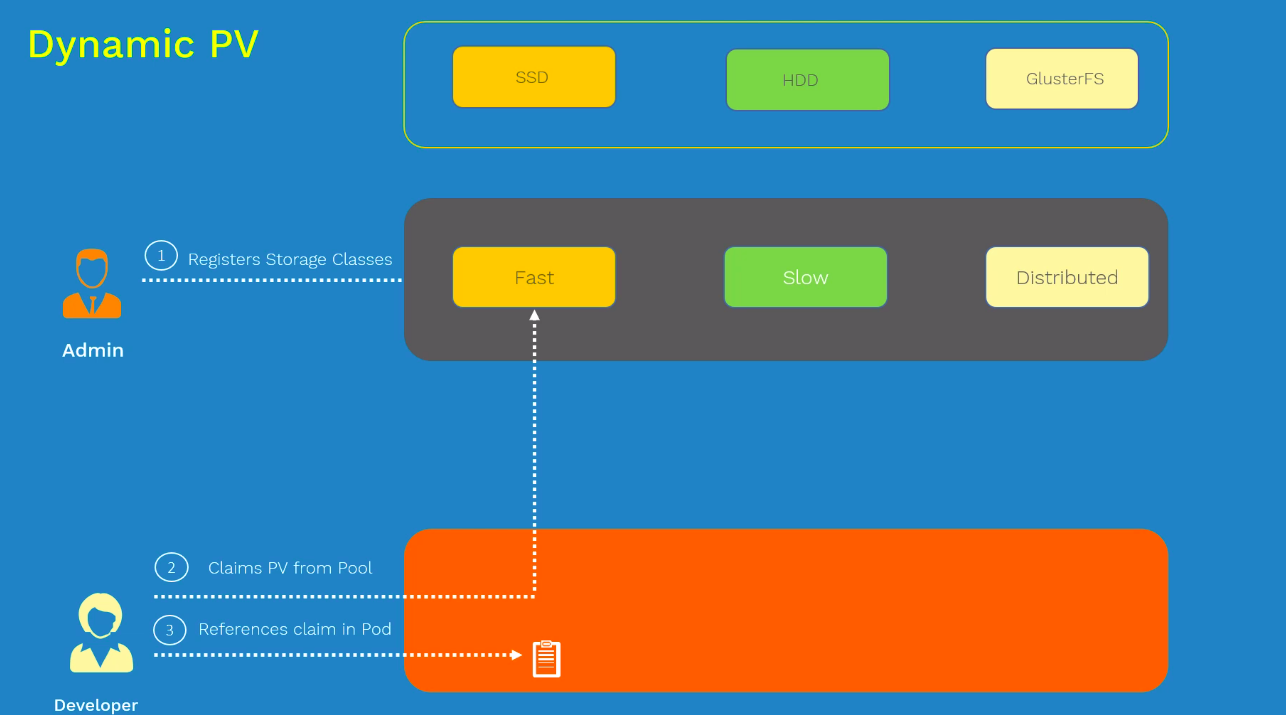 Dynamic PV
SSD
HDD
GlusterFS
1
Registers Storage Classes
Fast
Slow
Distributed
Admin
2
Claims PV from Pool
3
References claim in Pod
Developer